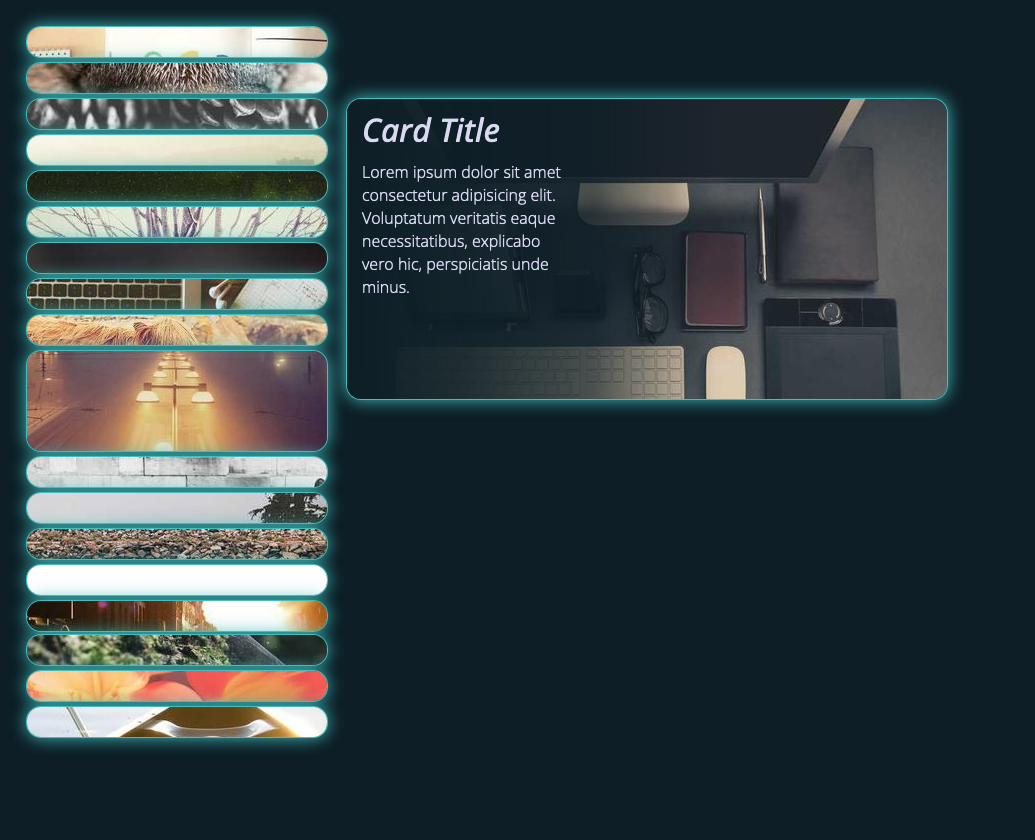 Card Title
Lorem ipsum dolor sit amet
consectetur adipisicing elit.
Voluptatum veritatis eaque
necessitatibus, explicabo
vero hic, perspiciatis unde
minus.